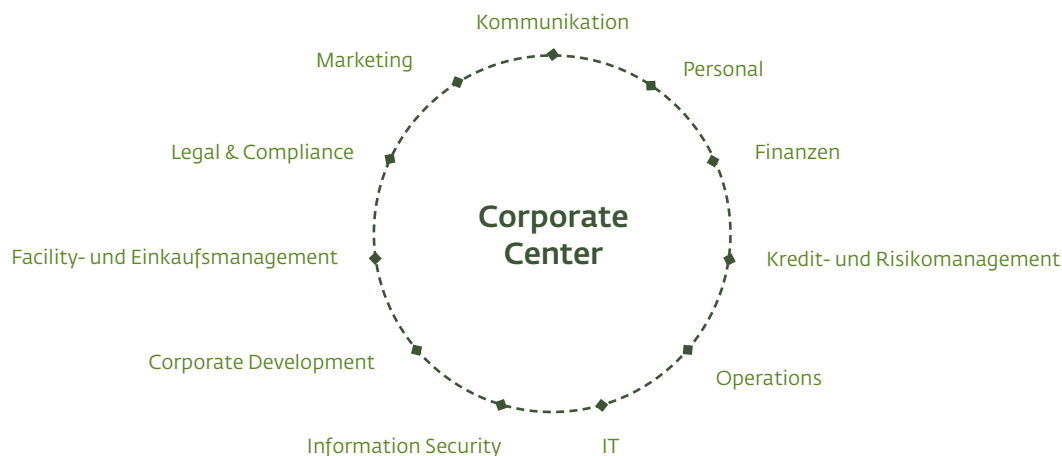 Kommunikation
Marketing
Personal
Legal & Compliance
Finanzen
Corporate
Center
Facility- und Einkaufsmanagement
Kredit- und Risikomanagement
Corporate Development
Operations
Information Security
IT